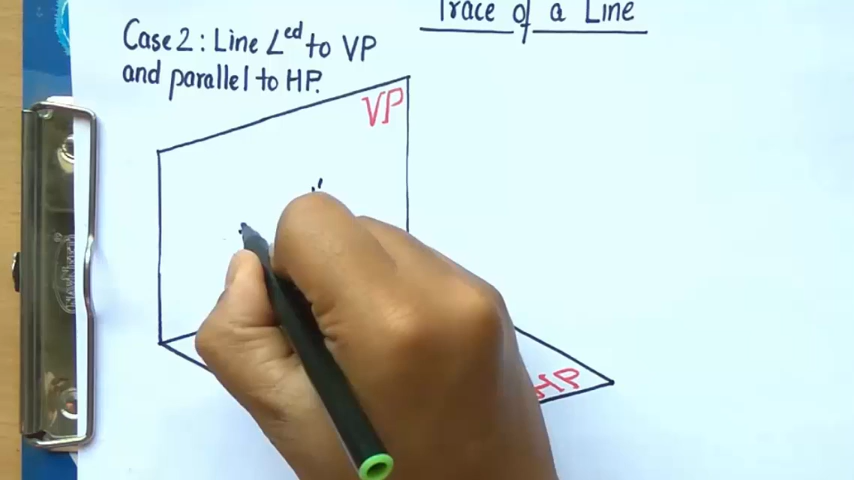 Trace of a Line
Case 2: Line ∠ed to VP
and parallel to HP.
VP
HP